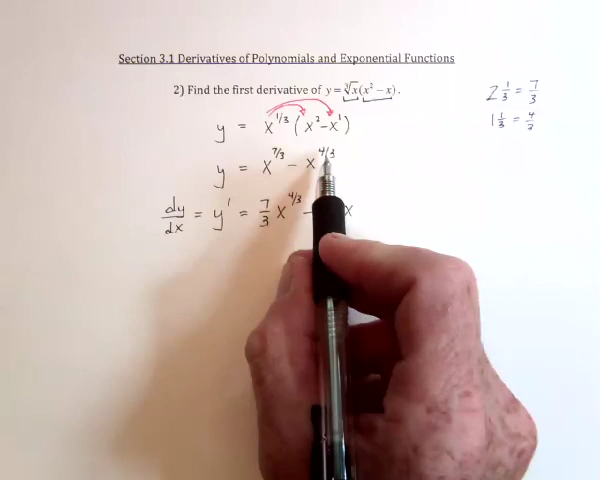 Section 3.1 Derivatives of Polynomials and Exponential Functions
2) Find the first derivative of y = ∛x(x² − x).
2 1/3 = 7/3
y = x^1/3 (x² − x¹)
1 1/3 = 4/3
y = x^7/3 − x^4/3
dy/dx = y' = 7/3 x^4/3 − x